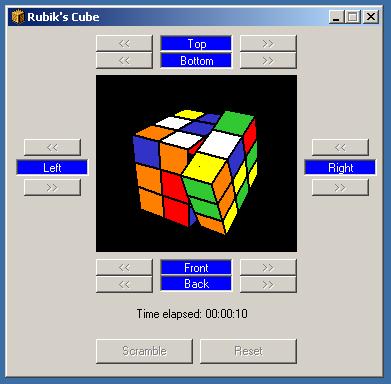 Rubik's Cube
<< Top >>
<< Bottom >>
<< <<
Left Right
>> >>
<< Front >>
<< Back >>
Time elapsed: 00:00:10
Scramble Reset